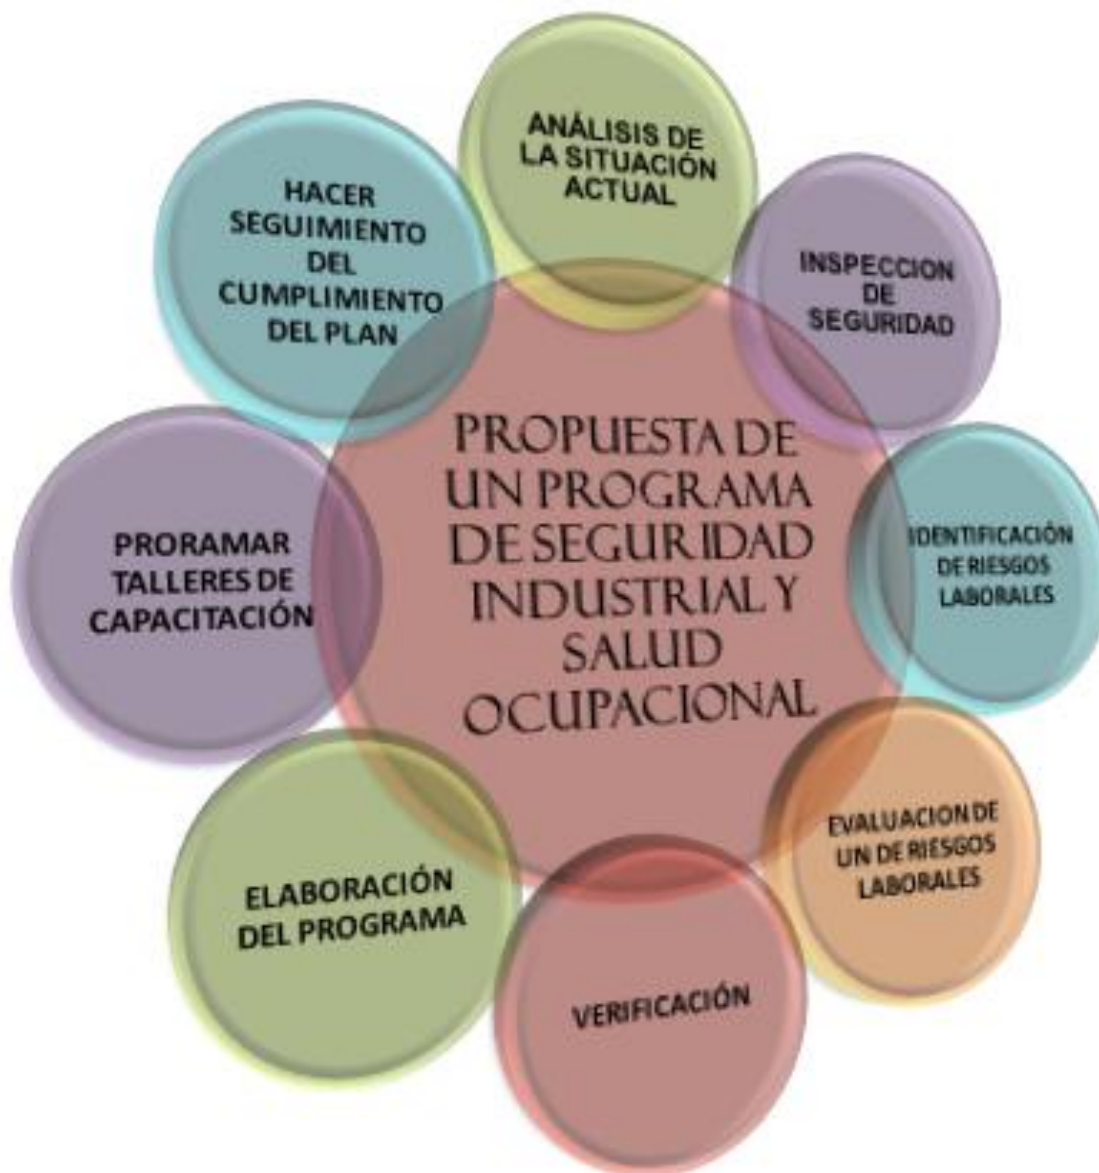 ANÁLISIS DE
LA SITUACIÓN
ACTUAL
INSPECCION
DE
SEGURIDAD
IDENTIFICACIÓN
DE RIESGOS
LABORALES
EVALUACION DE
UN DE RIESGOS
LABORALES
VERIFICACIÓN
ELABORACIÓN
DEL PROGRAMA
PRORAMAR
TALLERES DE
CAPACITACIÓN
HACER
SEGUIMIENTO
DEL
CUMPLIMIENTO
DEL PLAN
PROPUESTA DE
UN PROGRAMA
DE SEGURIDAD
INDUSTRIAL Y
SALUD
OCUPACIONAL